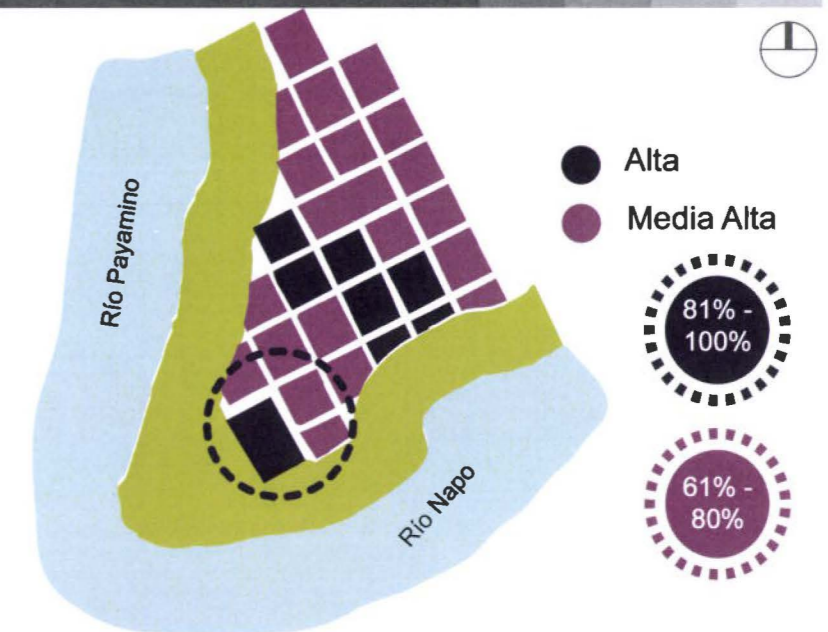 Alta
Media Alta
Río Payamino
81% -
100%
61% -
80%
Río Napo